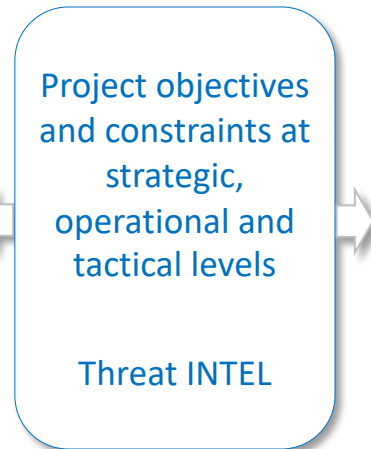 Project objectives
and constraints at
strategic,
operational and
tactical levels
Threat INTEL